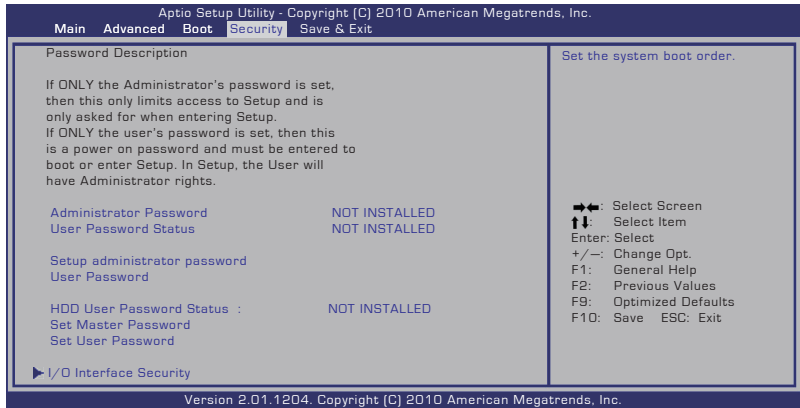 Aptio Setup Utility - Copyright (C) 2010 American Megatrends, Inc.
Main Advanced Boot Security Save & Exit
Password Description
If ONLY the Administrator's password is set,
then this only limits access to Setup and is
only asked for when entering Setup.
If ONLY the user's password is set, then this
is a power on password and must be entered to
boot or enter Setup. In Setup, the User will
have Administrator rights.
Administrator Password NOT INSTALLED
User Password Status NOT INSTALLED
Setup administrator password
User Password
HDD User Password Status : NOT INSTALLED
Set Master Password
Set User Password
I/O Interface Security
Set the system boot order.
→←: Select Screen
↑↓: Select Item
Enter: Select
+/—: Change Opt.
F1: General Help
F2: Previous Values
F9: Optimized Defaults
F10: Save ESC: Exit
Version 2.01.1204. Copyright (C) 2010 American Megatrends, Inc.